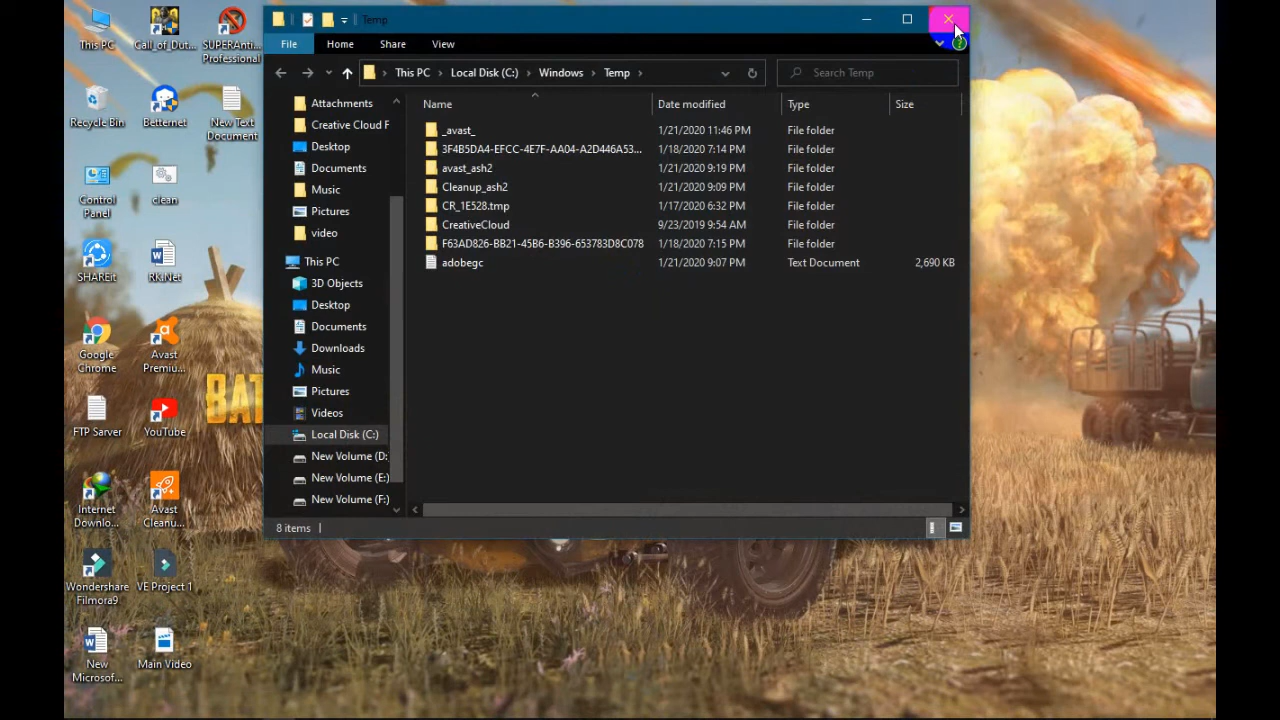 Temp
File Home Share View
This PC Local Disk (C:) Windows Temp
Search Temp
Name Date modified Type Size
_avast_ 1/21/2020 11:46 PM File folder
3F4B5DA4-EFCC-4E7F-AA04-A2D446A53... 1/18/2020 7:14 PM File folder
avast_ash2 1/21/2020 9:19 PM File folder
Cleanup_ash2 1/21/2020 9:09 PM File folder
CR_1E528.tmp 1/17/2020 6:32 PM File folder
CreativeCloud 9/23/2019 9:54 AM File folder
F63AD826-BB21-45B6-B396-653783D8C078 1/18/2020 7:15 PM File folder
adobegc 1/21/2020 9:07 PM Text Document 2,690 KB
Attachments
Creative Cloud F
Desktop
Documents
Music
Pictures
video
This PC
3D Objects
Desktop
Documents
Downloads
Music
Pictures
Videos
Local Disk (C:)
New Volume (D:
New Volume (E:)
New Volume (F:)
8 items
This PC
Call_of_Dut...
SUPERAnti...
Professional
Recycle Bin
Betternet
New Text
Document
Control
Panel
clean
SHAREit
RKiNet
Google
Chrome
Avast
Premiu...
FTP Sarver
YouTube
Internet
Downlo...
Avast
Cleanu...
Wondershare
Filmora9
VE Project 1
New
Microsof...
Main Video
BAT